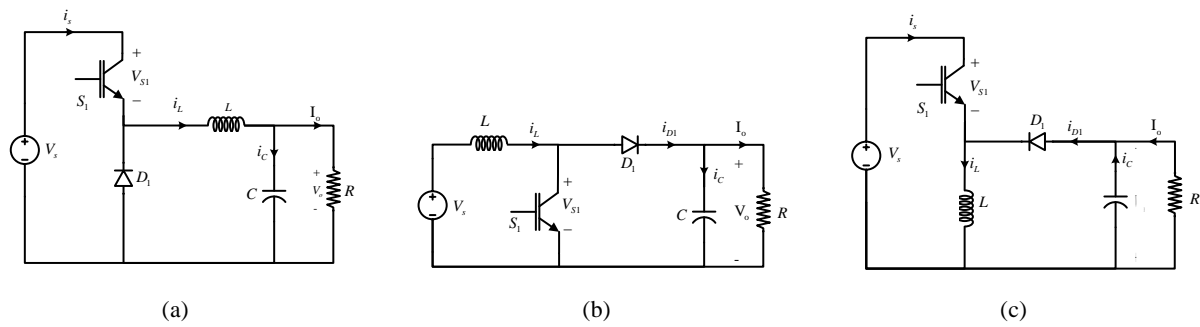 i_s
+
V_S1
−
S_1
i_L
L
I_o
i_C
+
−
V_s
D_1
C
+
V_o
-
R
(a)
L
i_L
D_1
i_D1
I_o
+
−
V_s
+
V_S1
−
S_1
i_C
C
+
V_o
-
R
(b)
i_s
+
V_S1
−
S_1
D_1
i_D1
I_o
i_L
i_C
+
−
V_s
L
R
(c)